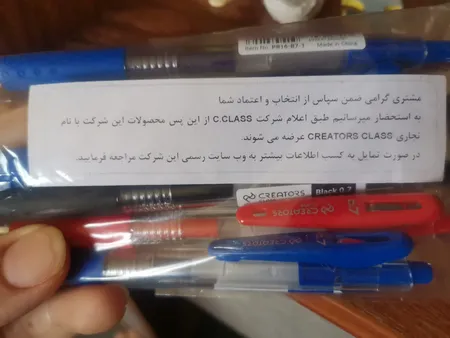 Item No. PR16-B7-1
Made in China
مشتری گرامی ضمن سپاس از انتخاب و اعتماد شما
به استحضار میرسانیم طبق اعلام شرکت C.CLASS از این پس محصولات این شرکت با نام
تجاری CREATORS CLASS عرضه می شوند.
در صورت تمایل به کسب اطلاعات بیشتر به وب سایت رسمی این شرکت مراجعه فرمایید.
CREATORS Black 0.7
CREATORS